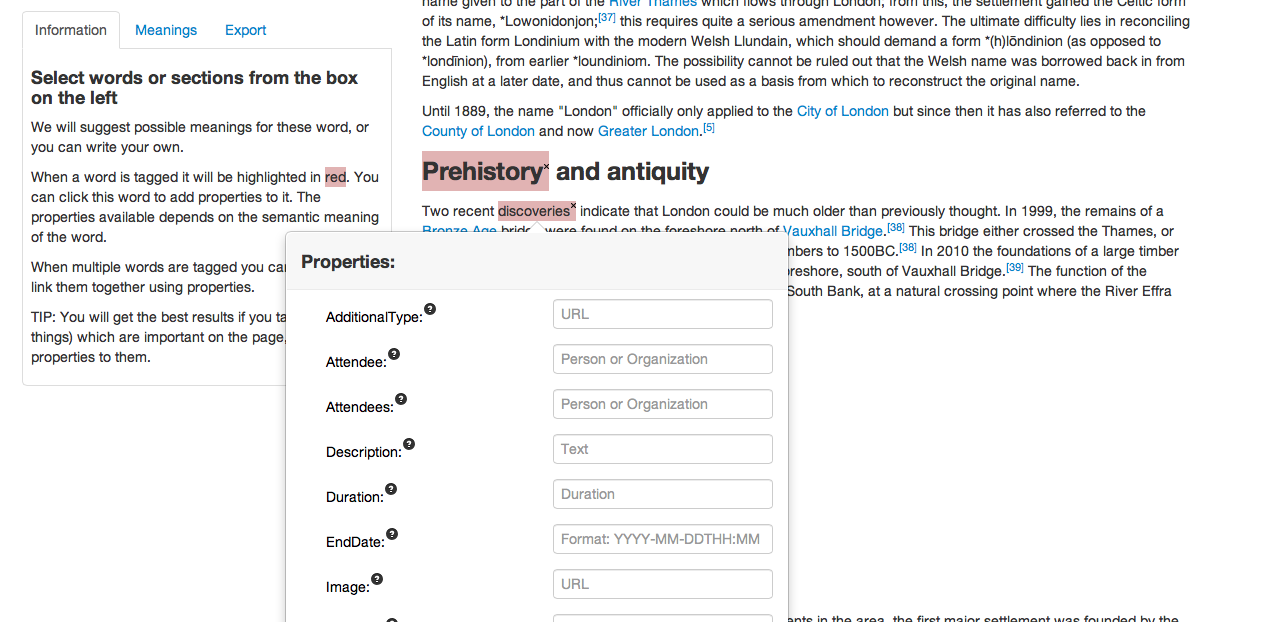 Information
Meanings
Export
Select words or sections from the box
on the left
We will suggest possible meanings for these word, or
you can write your own.
When a word is tagged it will be highlighted in red. You
can click this word to add properties to it. The
properties available depends on the semantic meaning
of the word.
When multiple words are tagged you ca
link them together using properties.
TIP: You will get the best results if you ta
things) which are important on the page,
properties to them.
name given to the part of the River Thames which flows through London; from this, the settlement gained the Celtic form
of its name, *Lowonidonjon;[37] this requires quite a serious amendment however. The ultimate difficulty lies in reconciling
the Latin form Londinium with the modern Welsh Llundain, which should demand a form *(h)lōndinion (as opposed to
*londīnion), from earlier *loundiniom. The possibility cannot be ruled out that the Welsh name was borrowed back in from
English at a later date, and thus cannot be used as a basis from which to reconstruct the original name.
Until 1889, the name "London" officially only applied to the City of London but since then it has also referred to the
County of London and now Greater London.[5]
Prehistory× and antiquity
Two recent discoveries× indicate that London could be much older than previously thought. In 1999, the remains of a
Bronze Age bridge were found on the foreshore north of Vauxhall Bridge.[38] This bridge either crossed the Thames, or
mbers to 1500BC.[38] In 2010 the foundations of a large timber
oreshore, south of Vauxhall Bridge.[39] The function of the
South Bank, at a natural crossing point where the River Effra
Properties:
AdditionalType:?
URL
Attendee:?
Person or Organization
Attendees:?
Person or Organization
Description:?
Text
Duration:?
Duration
EndDate:?
Format: YYYY-MM-DDTHH:MM
Image:?
URL
ents in the area, the first major settlement was founded by the